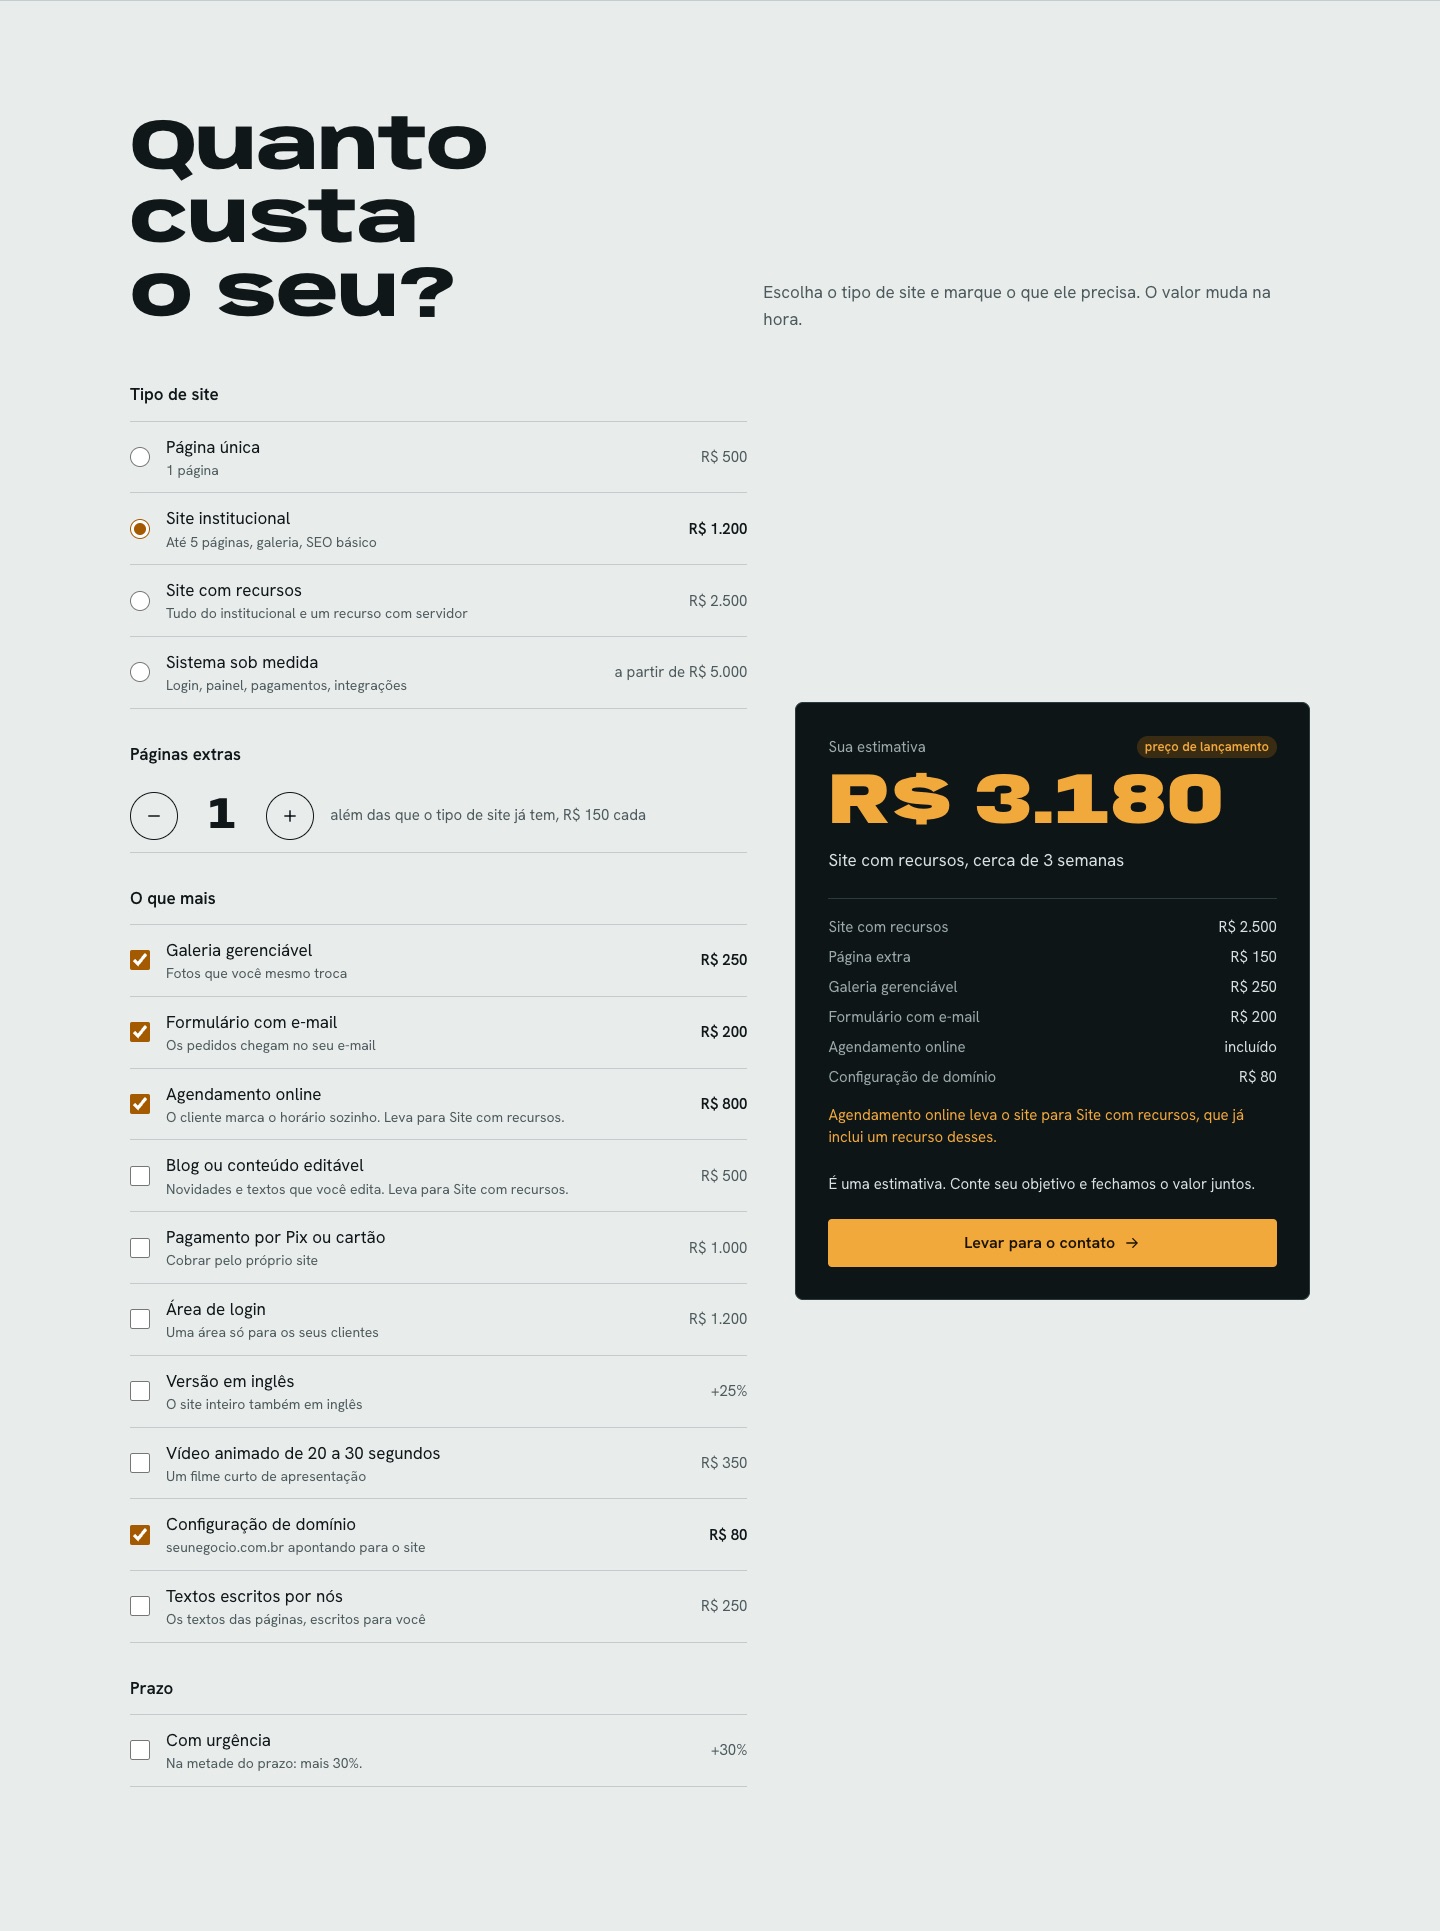 Quanto
custa
o seu?
Escolha o tipo de site e marque o que ele precisa. O valor muda na
hora.
Tipo de site
Página única
1 página
R$ 500
Site institucional
Até 5 páginas, galeria, SEO básico
R$ 1.200
Site com recursos
Tudo do institucional e um recurso com servidor
R$ 2.500
Sistema sob medida
Login, painel, pagamentos, integrações
a partir de R$ 5.000
Páginas extras
− 1 + além das que o tipo de site já tem, R$ 150 cada
O que mais
Galeria gerenciável
Fotos que você mesmo troca
R$ 250
Formulário com e-mail
Os pedidos chegam no seu e-mail
R$ 200
Agendamento online
O cliente marca o horário sozinho. Leva para Site com recursos.
R$ 800
Blog ou conteúdo editável
Novidades e textos que você edita. Leva para Site com recursos.
R$ 500
Pagamento por Pix ou cartão
Cobrar pelo próprio site
R$ 1.000
Área de login
Uma área só para os seus clientes
R$ 1.200
Versão em inglês
O site inteiro também em inglês
+25%
Vídeo animado de 20 a 30 segundos
Um filme curto de apresentação
R$ 350
Configuração de domínio
seunegocio.com.br apontando para o site
R$ 80
Textos escritos por nós
Os textos das páginas, escritos para você
R$ 250
Prazo
Com urgência
Na metade do prazo: mais 30%.
+30%
Sua estimativa
preço de lançamento
R$ 3.180
Site com recursos, cerca de 3 semanas
Site com recursos R$ 2.500
Página extra R$ 150
Galeria gerenciável R$ 250
Formulário com e-mail R$ 200
Agendamento online incluído
Configuração de domínio R$ 80
Agendamento online leva o site para Site com recursos, que já
inclui um recurso desses.
É uma estimativa. Conte seu objetivo e fechamos o valor juntos.
Levar para o contato →